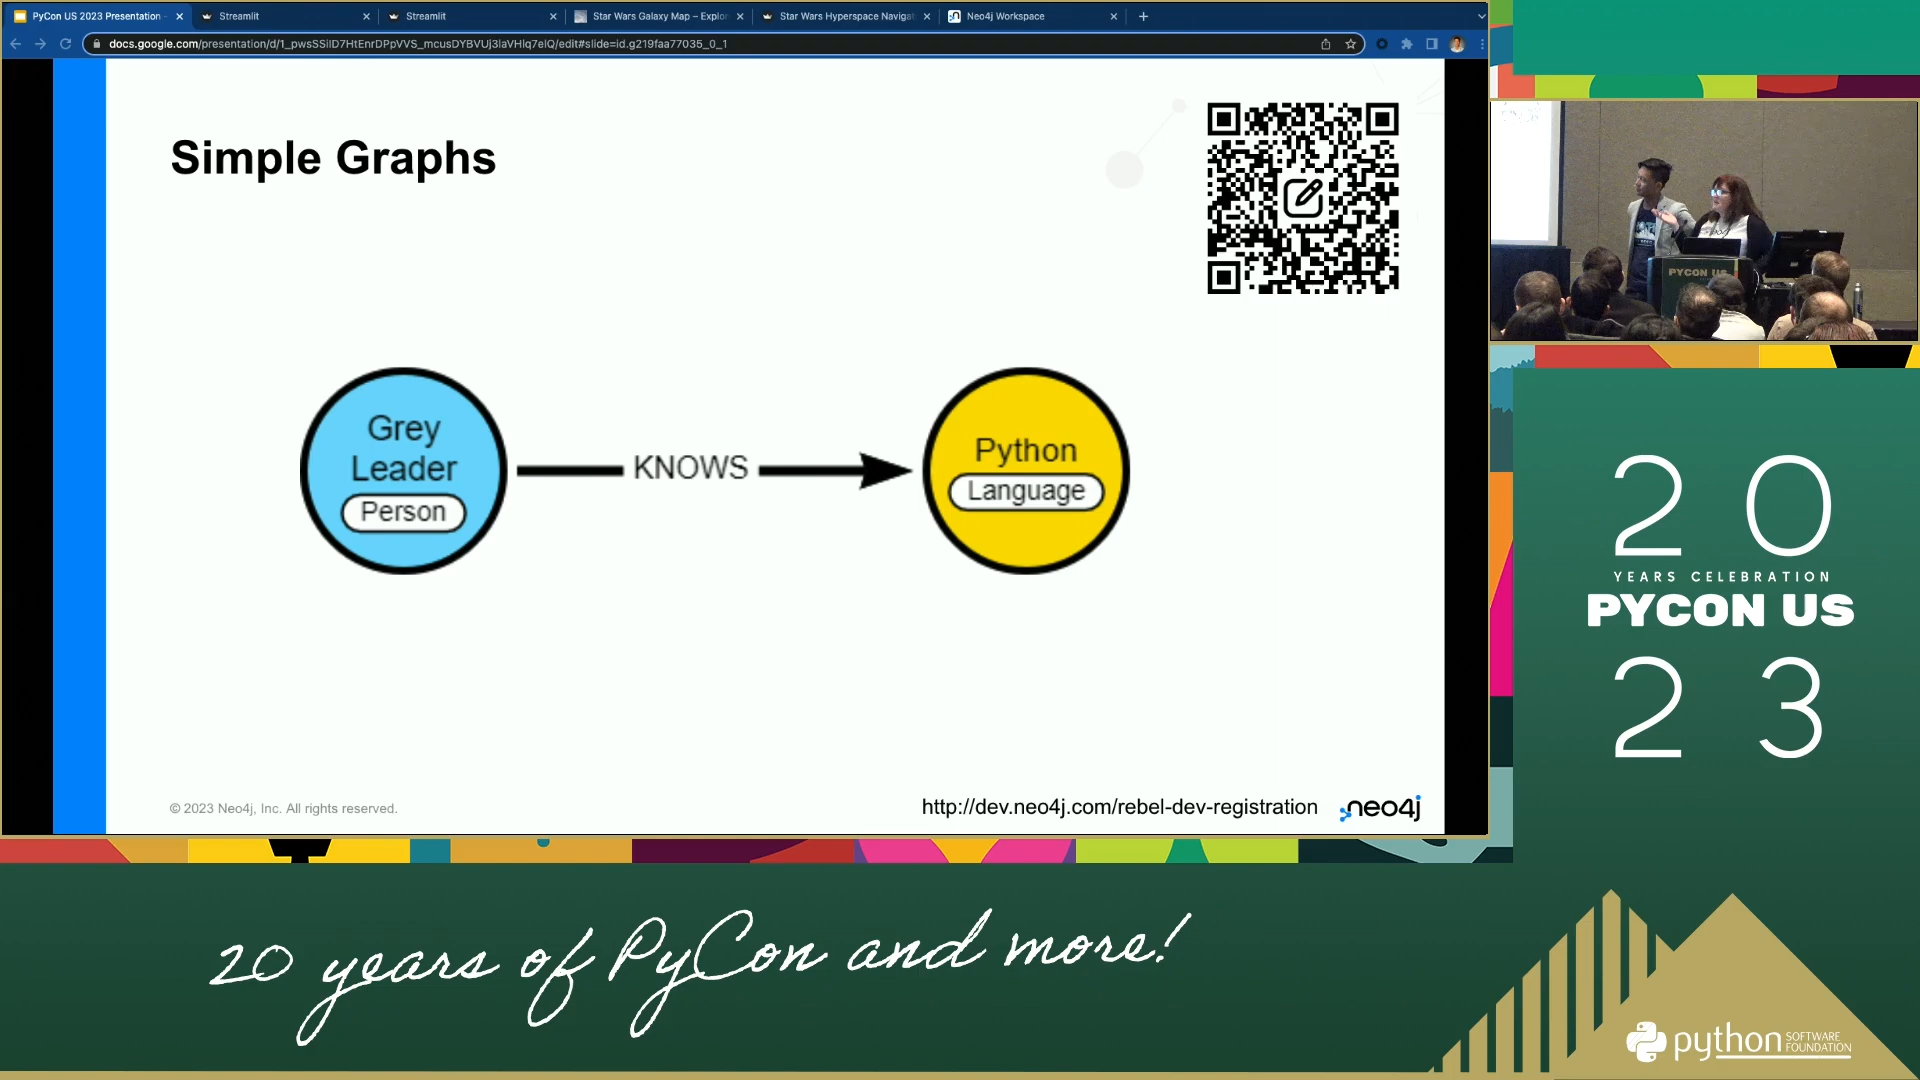 PyCon US 2023 Presentation -
Streamlit
Streamlit
Star Wars Galaxy Map – Explor
Star Wars Hyperspace Navigat
Neo4j Workspace
docs.google.com/presentation/d/1_pwsSSiID7HtEnrDPpVVS_mcusDYBVUj3laVHlq7elQ/edit#slide=id.g219faa77035_0_1
Simple Graphs
Grey
Leader
Person
KNOWS
Python
Language
© 2023 Neo4j, Inc. All rights reserved.
http://dev.neo4j.com/rebel-dev-registration
neo4j
PYCON US
20
YEARS CELEBRATION
PYCON US
23
20 years of PyCon and more!
python
SOFTWARE
FOUNDATION